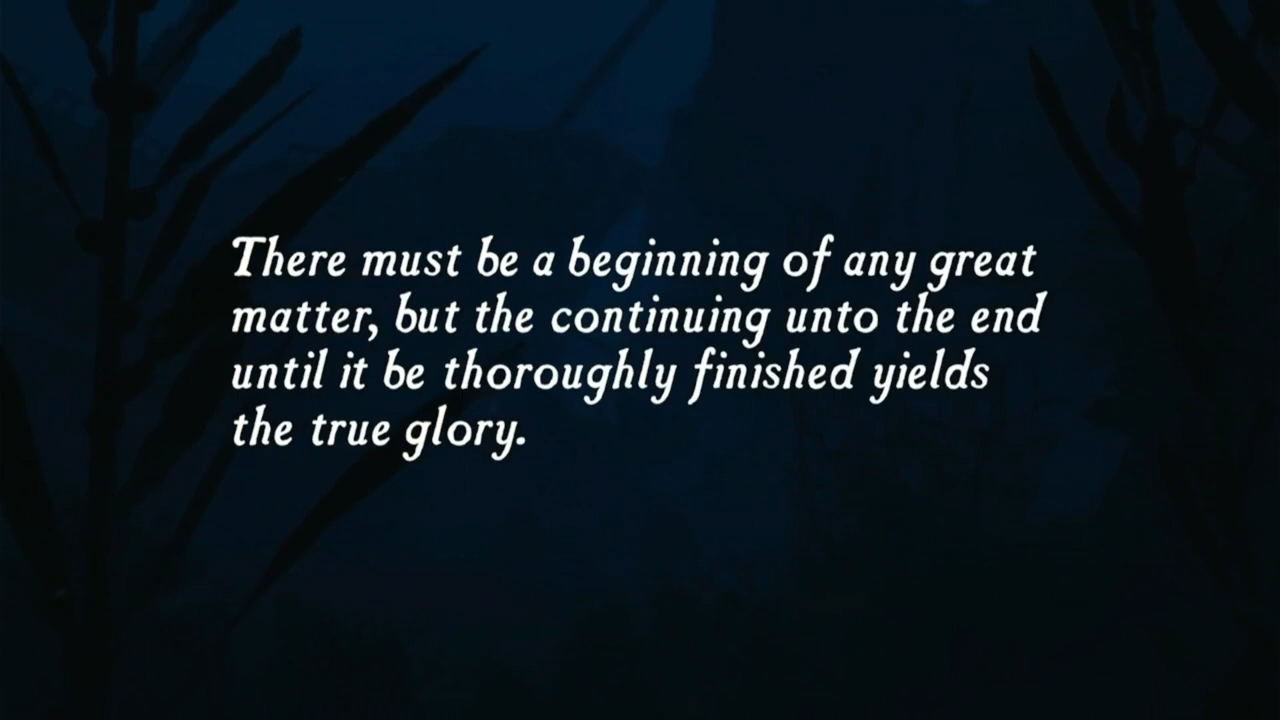 There must be a beginning of any great
matter, but the continuing unto the end
until it be thoroughly finished yields
the true glory.